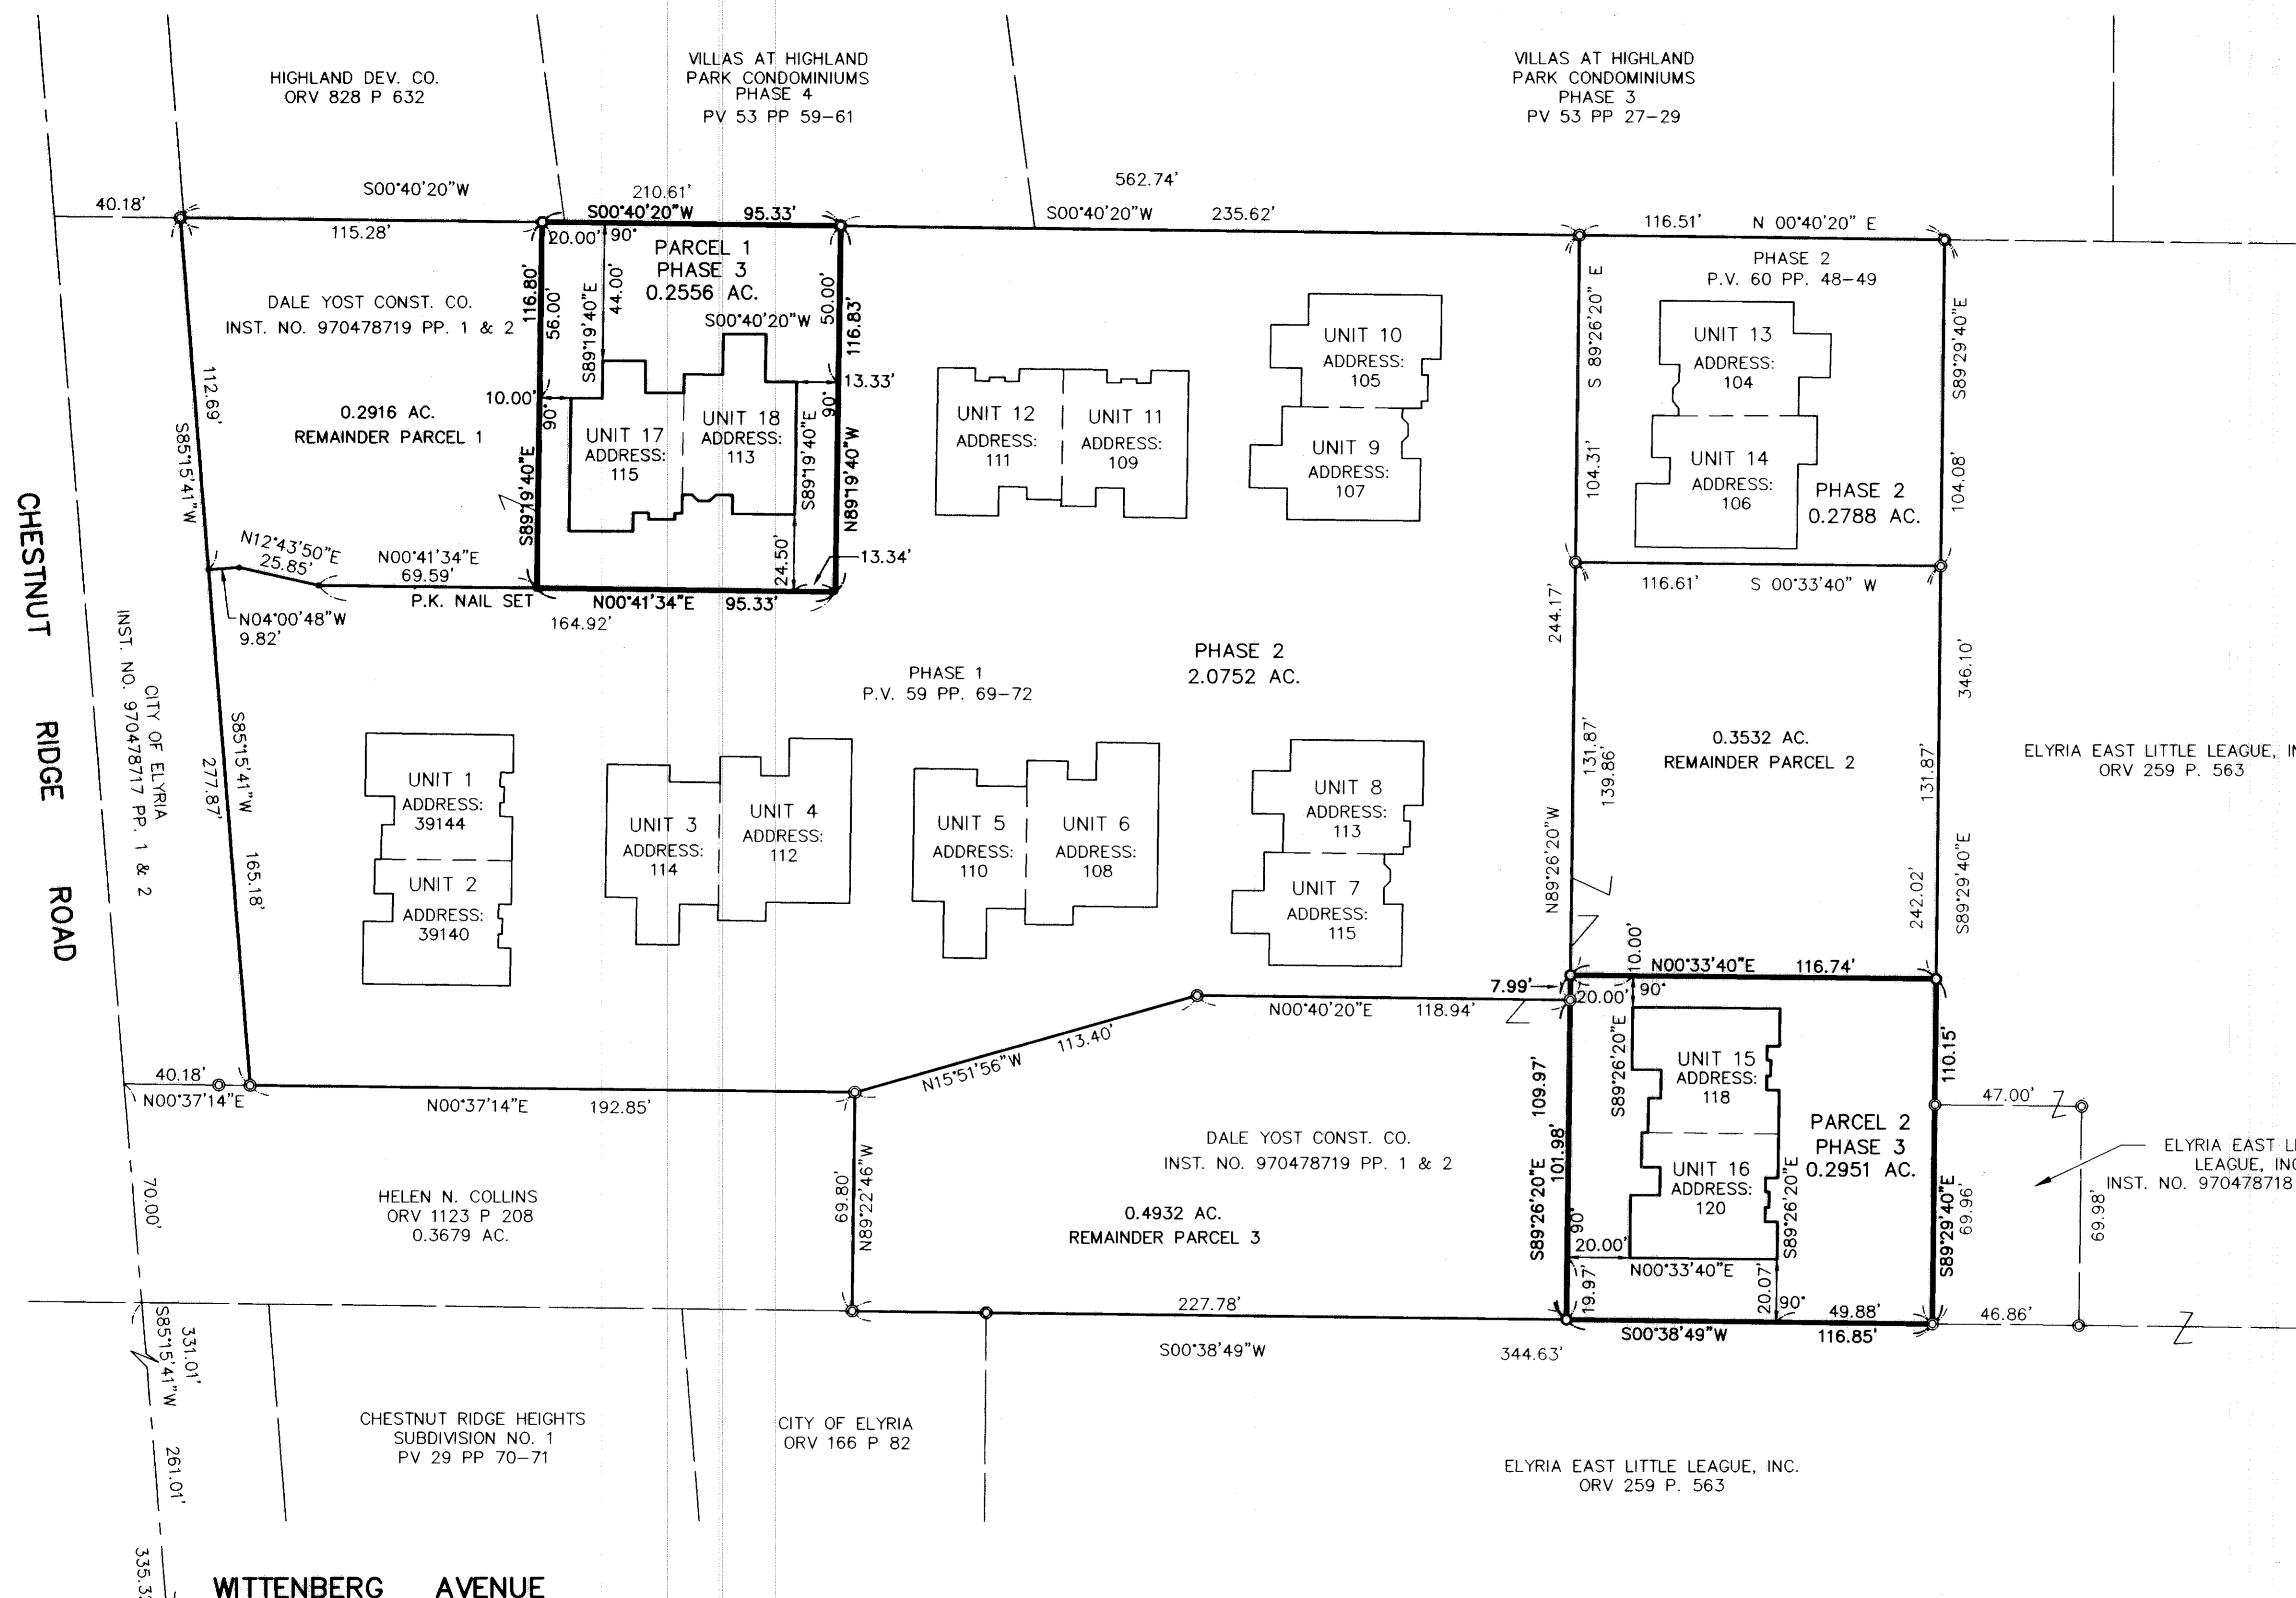 HIGHLAND DEV. CO.
ORV 828 P 632
VILLAS AT HIGHLAND
PARK CONDOMINIUMS
PHASE 4
PV 53 PP 59-61
VILLAS AT HIGHLAND
PARK CONDOMINIUMS
PHASE 3
PV 53 PP 27-29
40.18'
S00°40'20"W
115.28'
210.61'
S00°40'20"W 95.33'
562.74'
S00°40'20"W 235.62'
116.51' N 00°40'20" E
20.00' 90°
PARCEL 1
PHASE 3
0.2556 AC.
S00°40'20"W
116.80'
56.00'
S89°19'40"E
44.00'
50.00'
116.83'
13.33'
90°
10.00'
90°
S89°19'40"E
S89°19'40"E
N89°19'40"W
24.50'
13.34'
UNIT 17
ADDRESS:
115
UNIT 18
ADDRESS:
113
DALE YOST CONST. CO.
INST. NO. 970478719 PP. 1 & 2
0.2916 AC.
REMAINDER PARCEL 1
112.69'
S85°15'41"W
N12°43'50"E
25.85'
N00°41'34"E
69.59'
P.K. NAIL SET
N00°41'34"E 95.33'
164.92'
N04°00'48"W
9.82'
UNIT 12
ADDRESS:
111
UNIT 11
ADDRESS:
109
UNIT 10
ADDRESS:
105
UNIT 9
ADDRESS:
107
PHASE 2
P.V. 60 PP. 48-49
UNIT 13
ADDRESS:
104
UNIT 14
ADDRESS:
106
PHASE 2
0.2788 AC.
S 89°26'20" E
104.31'
S89°29'40"E
104.08'
116.61' S 00°33'40" W
244.17'
346.10'
PHASE 2
2.0752 AC.
PHASE 1
P.V. 59 PP. 69-72
131.87'
139.86'
N89°26'20"W
0.3532 AC.
REMAINDER PARCEL 2
131.87'
242.02'
S89°29'40"E
ELYRIA EAST LITTLE LEAGUE,
ORV 259 P. 563
CHESTNUT RIDGE ROAD
CITY OF ELYRIA
INST. NO. 970478717 PP. 1 & 2
S85°15'41"W 165.18'
277.87'
UNIT 1
ADDRESS:
39144
UNIT 2
ADDRESS:
39140
UNIT 3
ADDRESS:
114
UNIT 4
ADDRESS:
112
UNIT 5
ADDRESS:
110
UNIT 6
ADDRESS:
108
UNIT 8
ADDRESS:
113
UNIT 7
ADDRESS:
115
7.99'
N00°33'40"E 116.74'
10.00'
20.00' 90°
N00°40'20"E 118.94'
N15°51'56"W 113.40'
40.18'
N00°37'14"E
N00°37'14"E 192.85'
69.80'
N89°22'46"W
S89°26'20"E 109.97'
101.98'
S89°26'20"E
UNIT 15
ADDRESS:
118
UNIT 16
ADDRESS:
120
S89°26'20"E
PARCEL 2
PHASE 3
0.2951 AC.
110.15'
S89°29'40"E
69.96'
47.00'
69.98'
ELYRIA EAST
LEAGUE,
INST. NO. 970478718
90°
20.00'
19.97'
N00°33'40"E
20.07'
90°
49.88'
S00°38'49"W 116.85'
46.86'
DALE YOST CONST. CO.
INST. NO. 970478719 PP. 1 & 2
0.4932 AC.
REMAINDER PARCEL 3
HELEN N. COLLINS
ORV 1123 P 208
0.3679 AC.
70.00'
227.78'
S00°38'49"W 344.63'
331.01'
S85°15'41"W 261.01'
CHESTNUT RIDGE HEIGHTS
SUBDIVISION NO. 1
PV 29 PP 70-71
CITY OF ELYRIA
ORV 166 P 82
ELYRIA EAST LITTLE LEAGUE, INC.
ORV 259 P. 563
WITTENBERG AVENUE